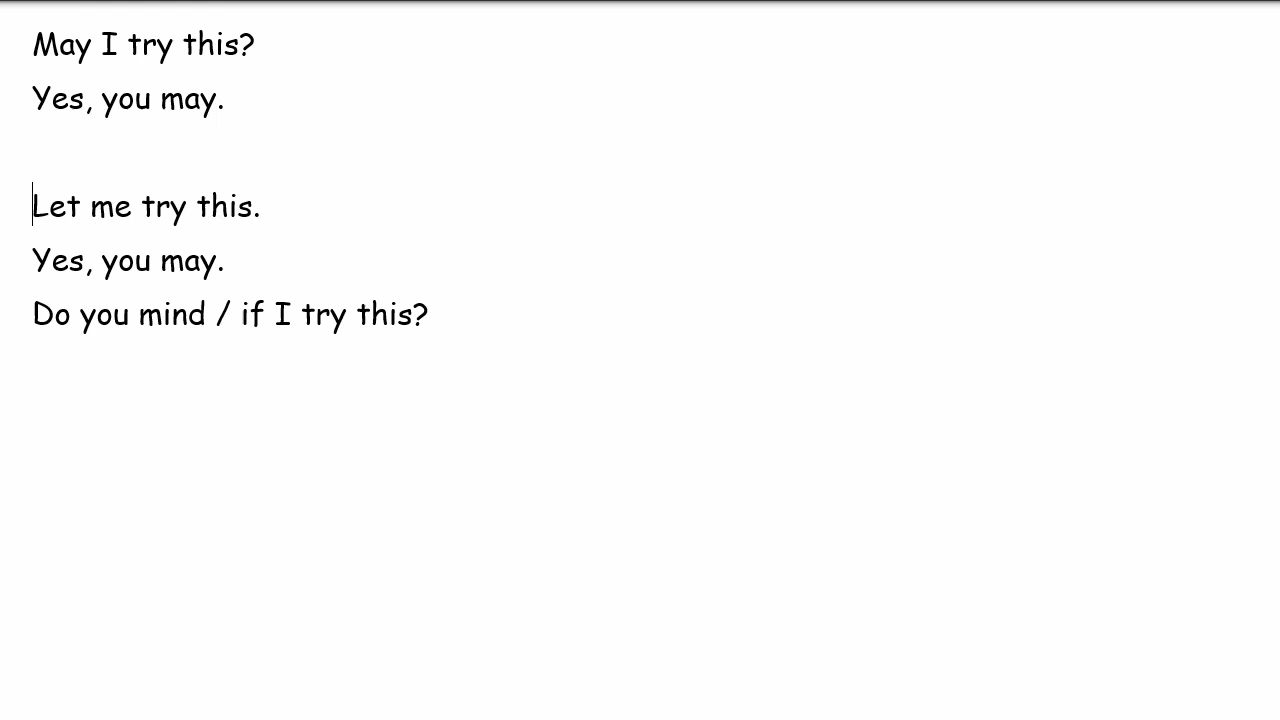 May I try this?
Yes, you may.
Let me try this.
Yes, you may.
Do you mind / if I try this?